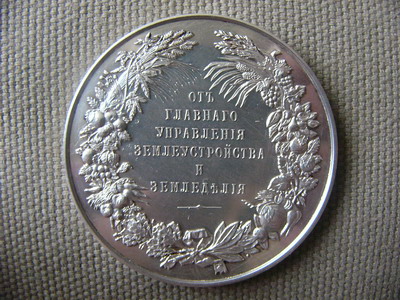 ОТЪ
ГЛАВНАГО
УПРАВЛЕНІЯ
ЗЕМЛЕУСТРОЙСТВА
И
ЗЕМЛЕДѢЛІЯ